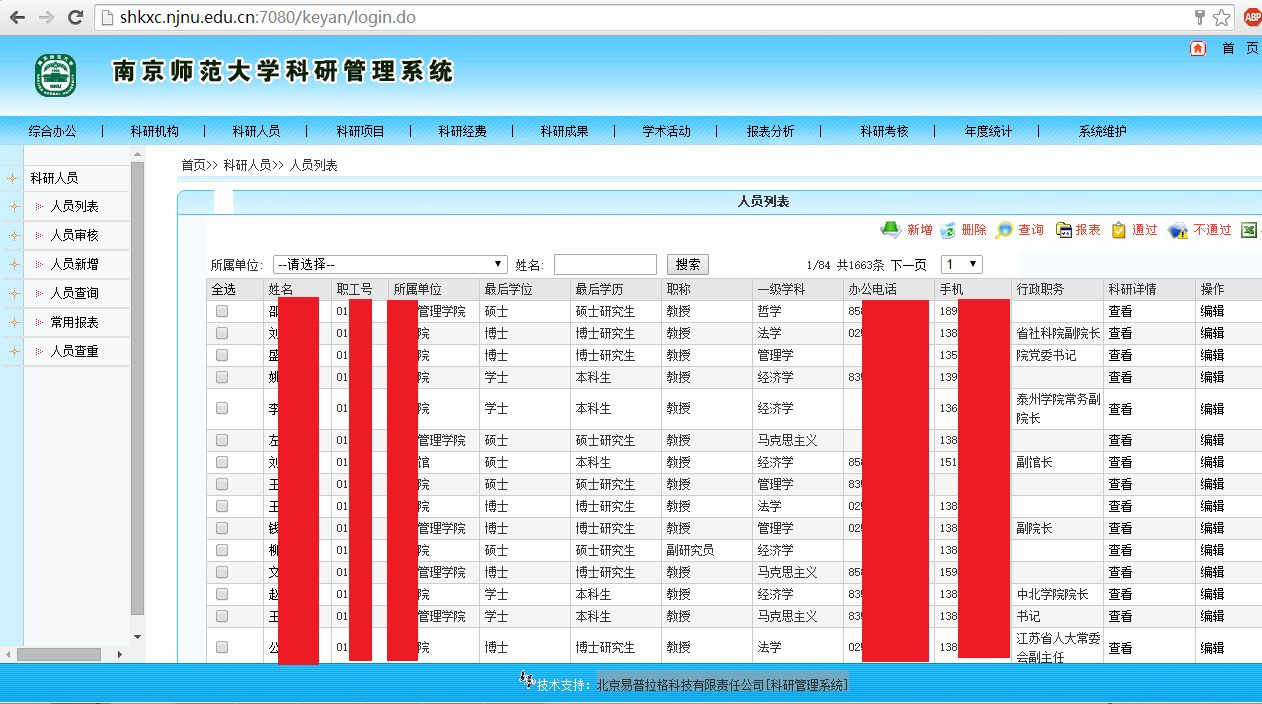 shkxc.njnu.edu.cn:7080/keyan/login.do
ABP
首 页
南京师范大学科研管理系统
综合办公 | 科研机构 | 科研人员 | 科研项目 | 科研经费 | 科研成果 | 学术活动 | 报表分析 | 科研考核 | 年度统计 | 系统维护
首页>> 科研人员>> 人员列表
科研人员
人员列表
人员审核
人员新增
人员查询
常用报表
人员查重
人员列表
新增 删除 查询 报表 通过 不通过
所属单位: --请选择-- 姓名: 搜索 1/84 共1663条 下一页 1
全选 姓名 职工号 所属单位 最后学位 最后学历 职称 一级学科 办公电话 手机 行政职务 科研详情 操作
邵 01 管理学院 硕士 硕士研究生 教授 哲学 85 189 查看 编辑
刘 01 院 博士 博士研究生 教授 法学 02 138 省社科院副院长 查看 编辑
盛 01 院 博士 博士研究生 教授 管理学 135 院党委书记 查看 编辑
姚 01 院 学士 本科生 教授 经济学 83 139 查看 编辑
李 01 院 学士 本科生 教授 经济学 136 泰州学院常务副
院长 查看 编辑
左 01 管理学院 硕士 硕士研究生 教授 马克思主义 138 查看 编辑
刘 01 馆 硕士 本科生 教授 经济学 85 151 副馆长 查看 编辑
王 01 院 硕士 硕士研究生 教授 管理学 83 查看 编辑
王 01 院 博士 博士研究生 教授 法学 02 138 查看 编辑
钱 01 管理学院 博士 博士研究生 教授 管理学 02 138 副院长 查看 编辑
柳 01 院 硕士 硕士研究生 副研究员 经济学 138 查看 编辑
文 01 管理学院 博士 博士研究生 教授 马克思主义 85 159 查看 编辑
赵 01 院 学士 本科生 教授 经济学 83 138 中北学院院长 查看 编辑
王 01 管理学院 学士 本科生 教授 马克思主义 83 138 书记 查看 编辑
公 01 院 博士 博士研究生 教授 法学 02 138 江苏省人大常委
会副主任 查看 编辑
技术支持: 北京易普拉格科技有限责任公司[科研管理系统]